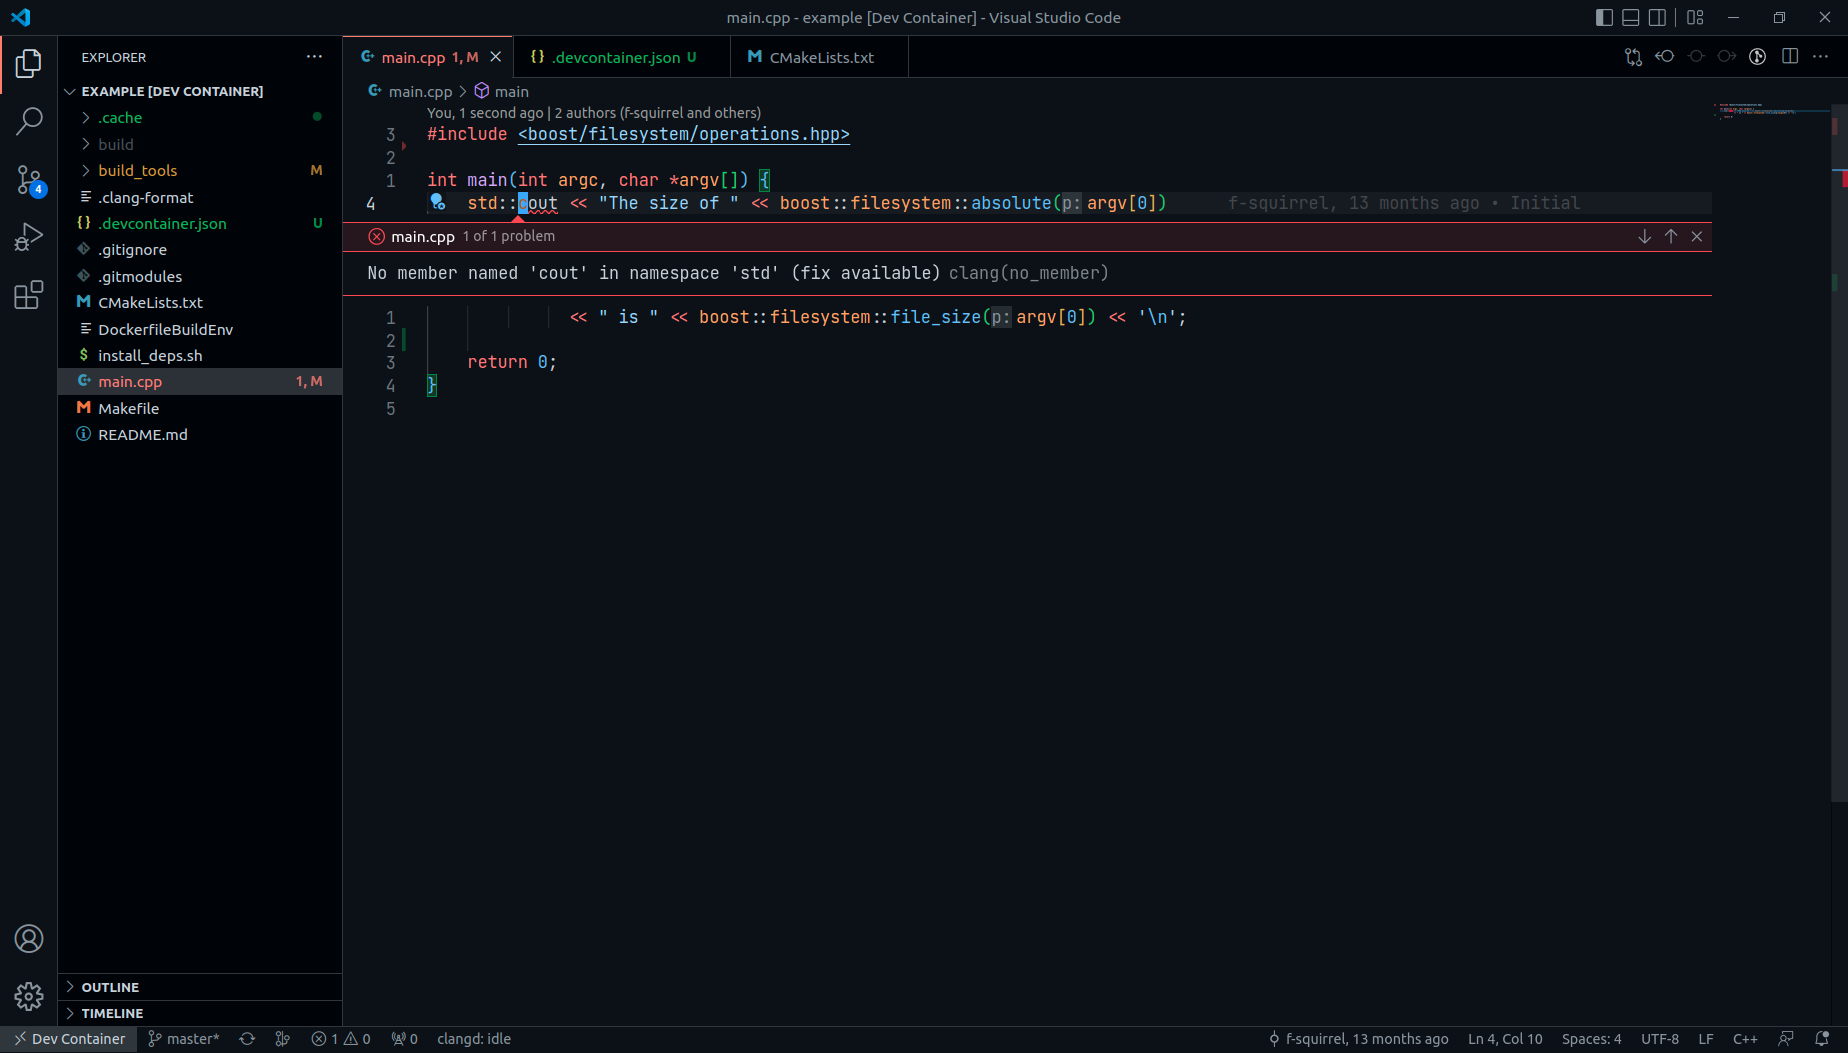 main.cpp - example [Dev Container] - Visual Studio Code
EXPLORER
EXAMPLE [DEV CONTAINER]
.cache
build
build_tools M
.clang-format
.devcontainer.json U
.gitignore
.gitmodules
CMakeLists.txt
DockerfileBuildEnv
install_deps.sh
main.cpp 1, M
Makefile
README.md
OUTLINE
TIMELINE
4
main.cpp 1, M
.devcontainer.json U
CMakeLists.txt
main.cpp > main
You, 1 second ago | 2 authors (f-squirrel and others)
3 #include <boost/filesystem/operations.hpp>
2
1 int main(int argc, char *argv[]) {
4 std::cout << "The size of " << boost::filesystem::absolute(p: argv[0]) f-squirrel, 13 months ago • Initial
main.cpp 1 of 1 problem
No member named 'cout' in namespace 'std' (fix available) clang(no_member)
1 << " is " << boost::filesystem::file_size(p: argv[0]) << '\n';
2
3 return 0;
4 }
5
Dev Container master* 1 0 0 clangd: idle f-squirrel, 13 months ago Ln 4, Col 10 Spaces: 4 UTF-8 LF C++